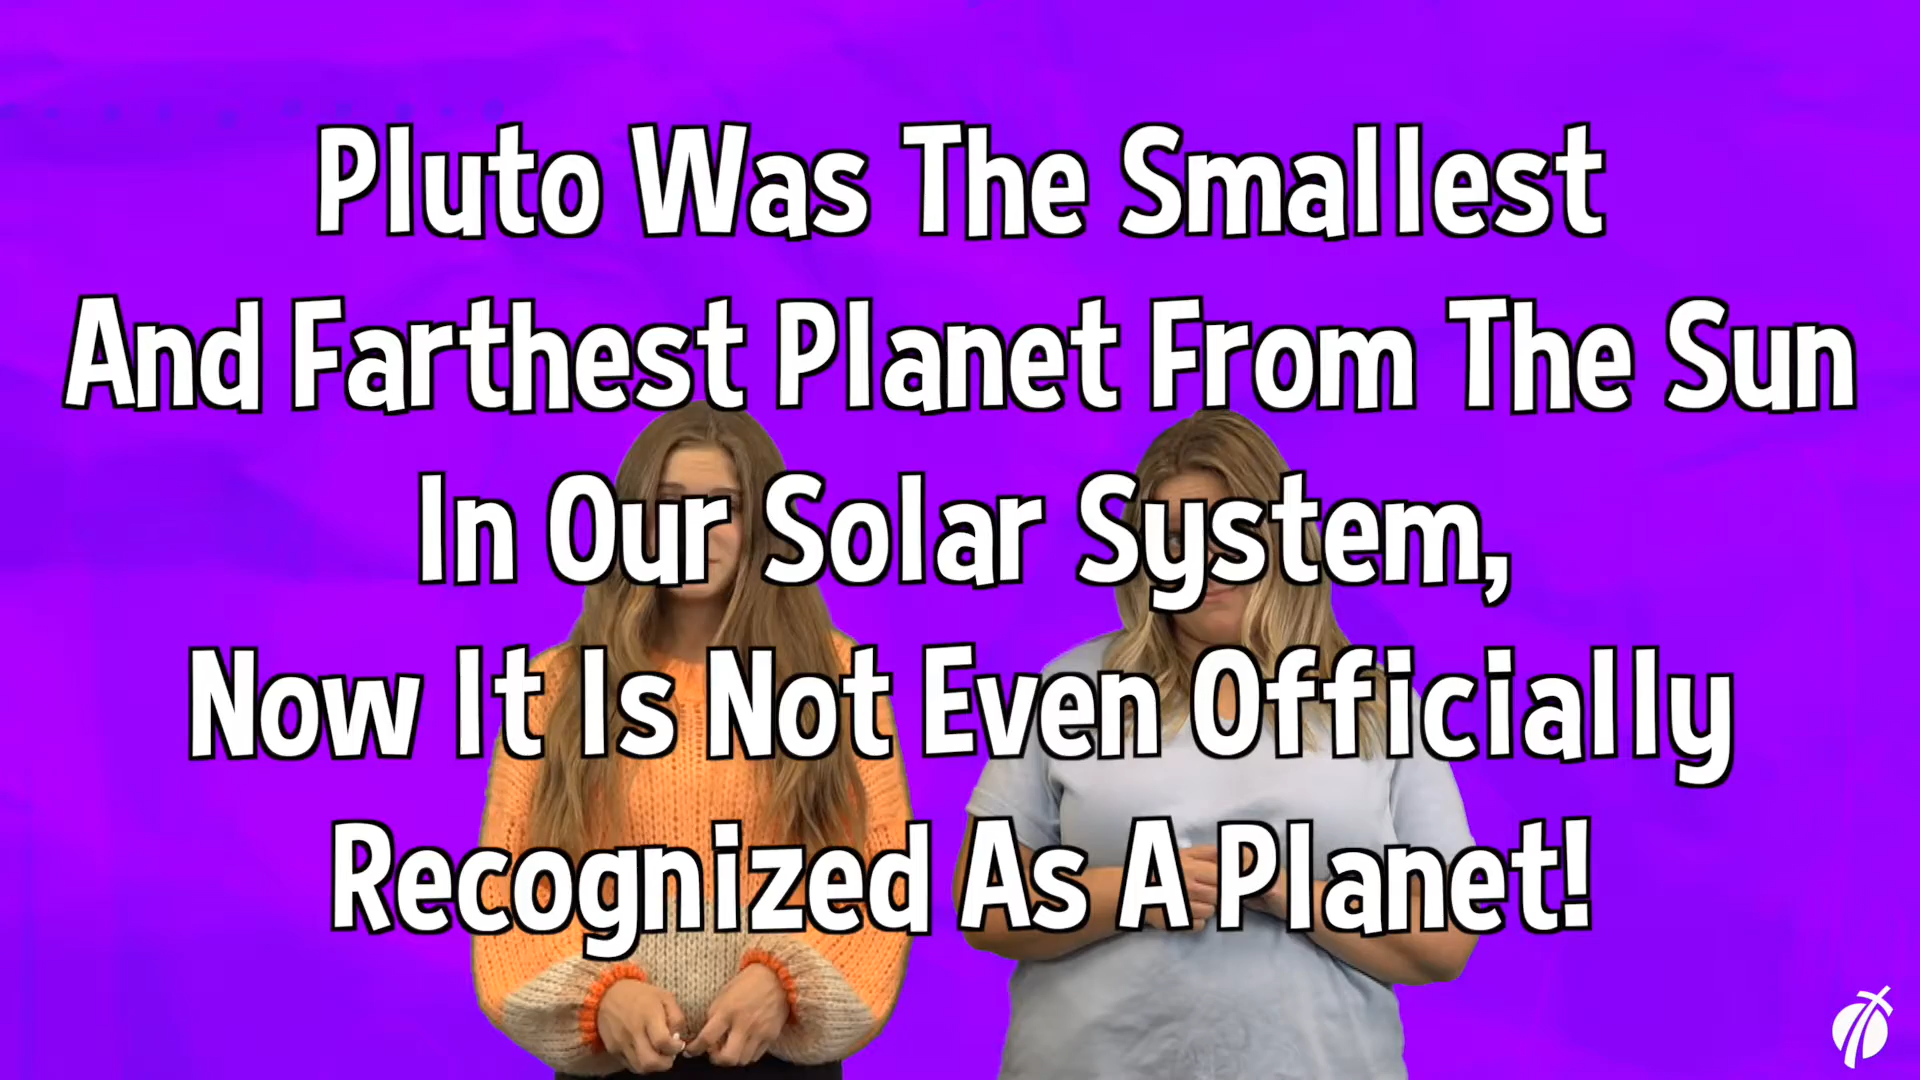 Pluto Was The Smallest
And Farthest Planet From The Sun
In Our Solar System,
Now It Is Not Even Officially
Recognized As A Planet!